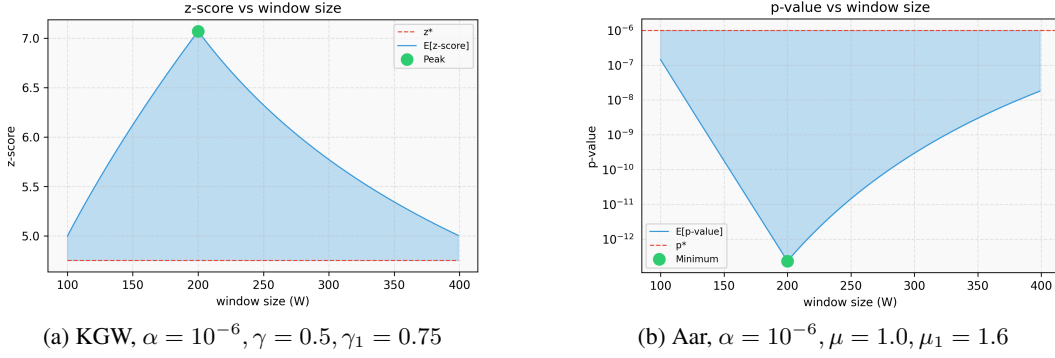 z-score vs window size
7.0
6.5
6.0
5.5
5.0
z-score
z*
E[z-score]
Peak
100 150 200 250 300 350 400
window size (W)
(a) KGW, α = 10⁻⁶, γ = 0.5, γ₁ = 0.75
p-value vs window size
10⁻⁶
10⁻⁷
10⁻⁸
10⁻⁹
10⁻¹⁰
10⁻¹¹
10⁻¹²
p-value
E[p-value]
p*
Minimum
100 150 200 250 300 350 400
window size (W)
(b) Aar, α = 10⁻⁶, μ = 1.0, μ₁ = 1.6